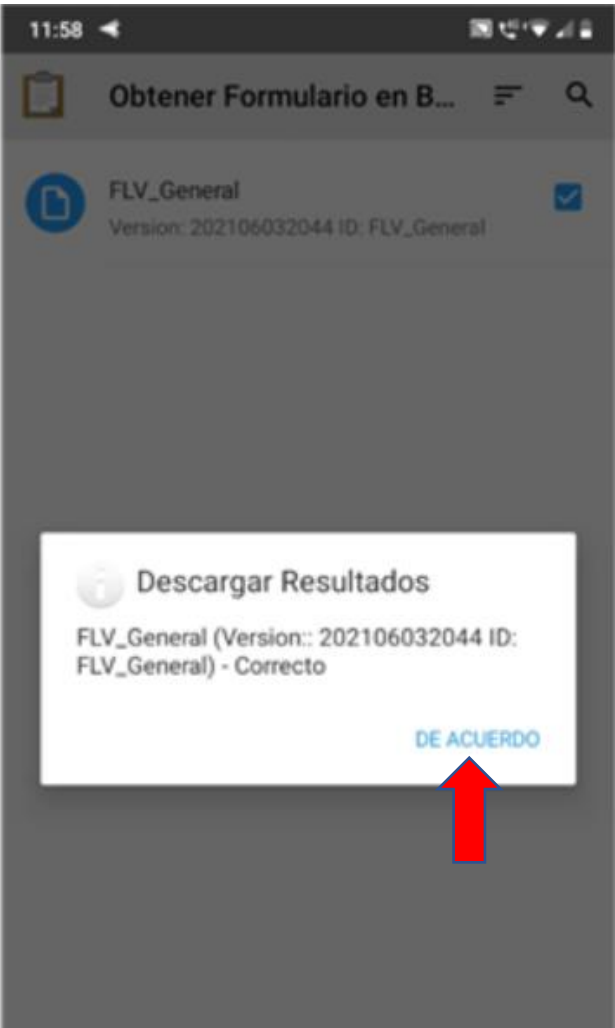 11:58
Obtener Formulario en B...
FLV_General
Version: 202106032044 ID: FLV_General
Descargar Resultados
FLV_General (Version:: 202106032044 ID:
FLV_General) - Correcto
DE ACUERDO